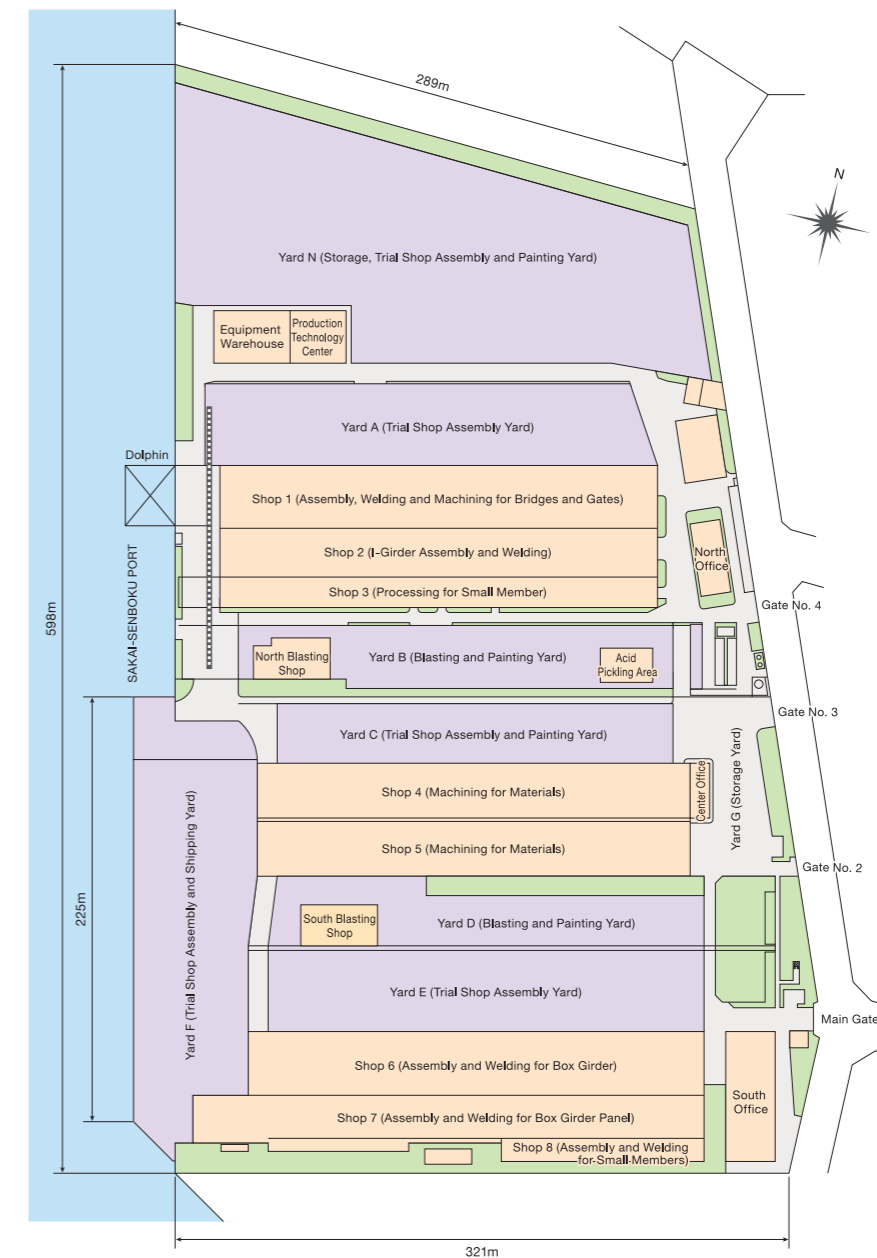 289m
N
Yard N (Storage, Trial Shop Assembly and Painting Yard)
Equipment
Warehouse
Production
Technology
Center
Yard A (Trial Shop Assembly Yard)
Dolphin
Shop 1 (Assembly, Welding and Machining for Bridges and Gates)
Shop 2 (I-Girder Assembly and Welding)
North
Office
Shop 3 (Processing for Small Member)
Gate No. 4
598m
SAKAI-SENBOKU PORT
North Blasting
Shop
Yard B (Blasting and Painting Yard)
Acid
Pickling Area
Gate No. 3
Yard C (Trial Shop Assembly and Painting Yard)
Shop 4 (Machining for Materials)
Center Office
Yard G (Storage Yard)
Shop 5 (Machining for Materials)
Gate No. 2
225m
Yard F (Trial Shop Assembly and Shipping Yard)
South Blasting
Shop
Yard D (Blasting and Painting Yard)
Yard E (Trial Shop Assembly Yard)
Main Gate
Shop 6 (Assembly and Welding for Box Girder)
South
Office
Shop 7 (Assembly and Welding for Box Girder Panel)
Shop 8 (Assembly and Welding
for Small Members)
321m